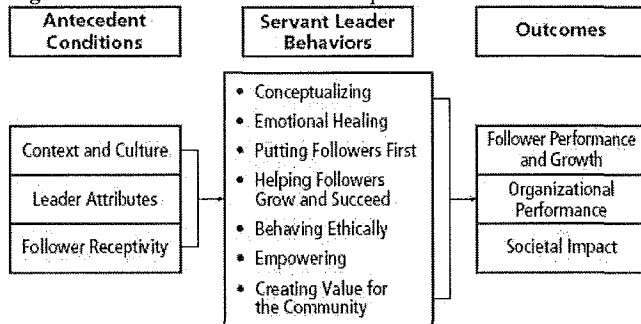 Antecedent
Conditions
Servant Leader
Behaviors
Outcomes
Context and Culture
Leader Attributes
Follower Receptivity
• Conceptualizing
• Emotional Healing
• Putting Followers First
• Helping Followers
Grow and Succeed
• Behaving Ethically
• Empowering
• Creating Value for
the Community
Follower Performance
and Growth
Organizational
Performance
Societal Impact